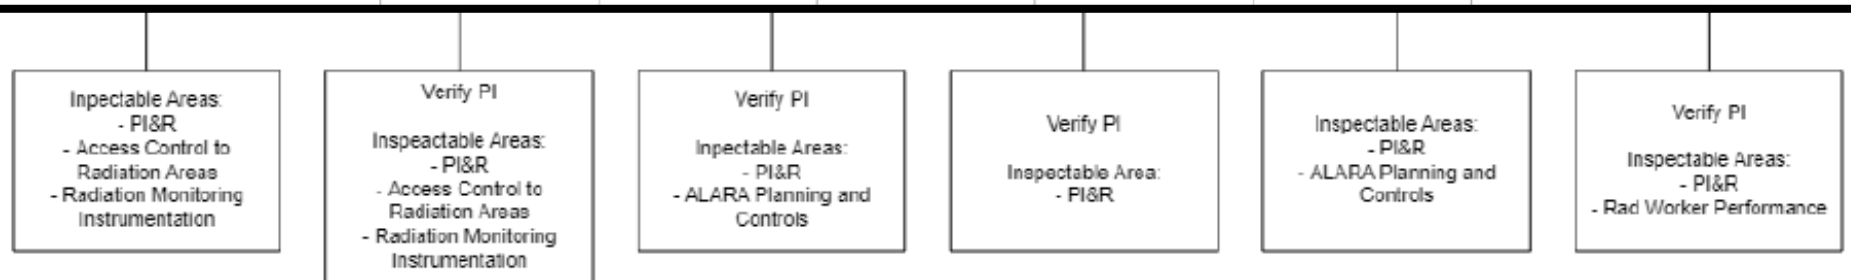 Inpectable Areas:
- PI&R
- Access Control to
Radiation Areas
- Radiation Monitoring
Instrumentation
Verify PI
Inspeactable Areas:
- PI&R
- Access Control to
Radiation Areas
- Radiation Monitoring
Instrumentation
Verify PI
Inpectable Areas:
- PI&R
- ALARA Planning and
Controls
Verify PI
Inspectable Area:
- PI&R
Inspectable Areas:
- PI&R
- ALARA Planning and
Controls
Verify PI
Inspectable Areas:
- PI&R
- Rad Worker Performance